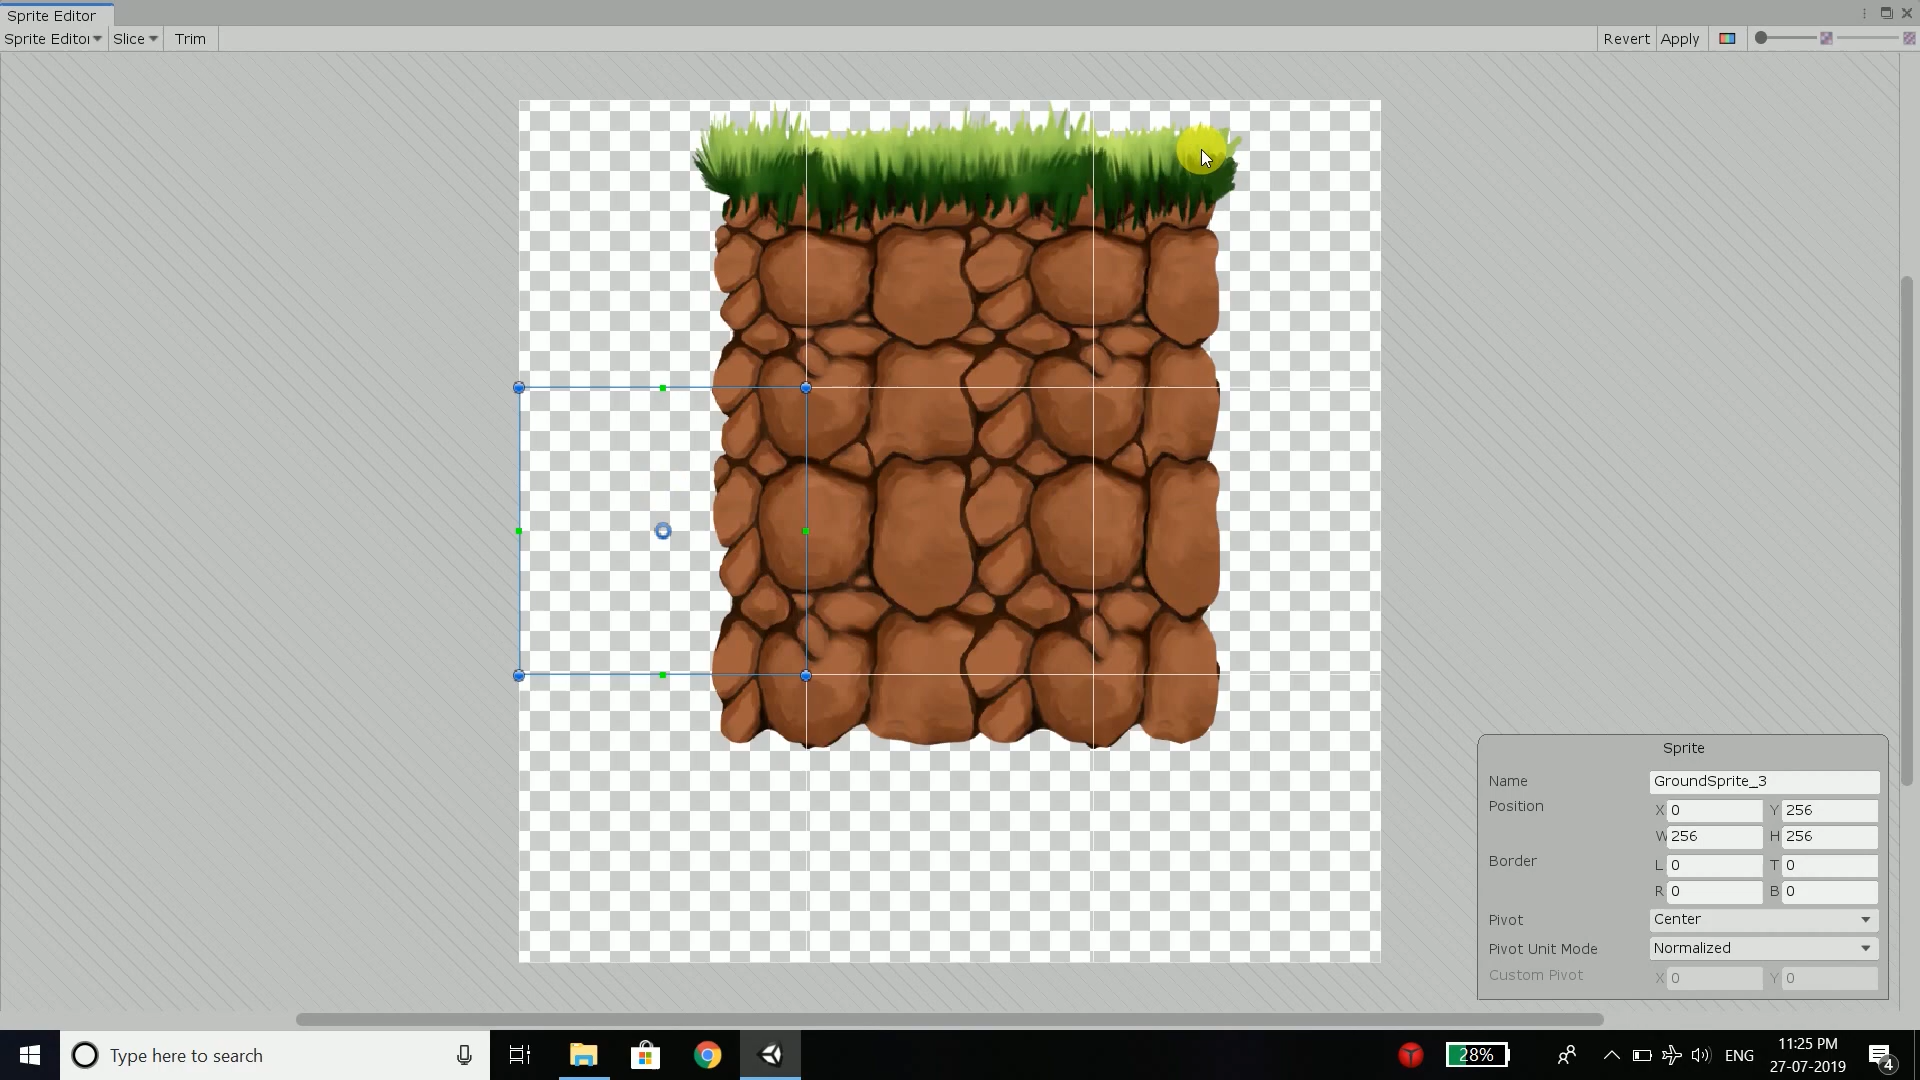 Sprite Editor
Sprite Editor Slice Trim Revert Apply
Sprite
Name GroundSprite_3
Position X 0 Y 256
W 256 H 256
Border L 0 T 0
R 0 B 0
Pivot Center
Pivot Unit Mode Normalized
Custom Pivot X 0 Y 0
Type here to search 28% ENG 11:25 PM
27-07-2019 4